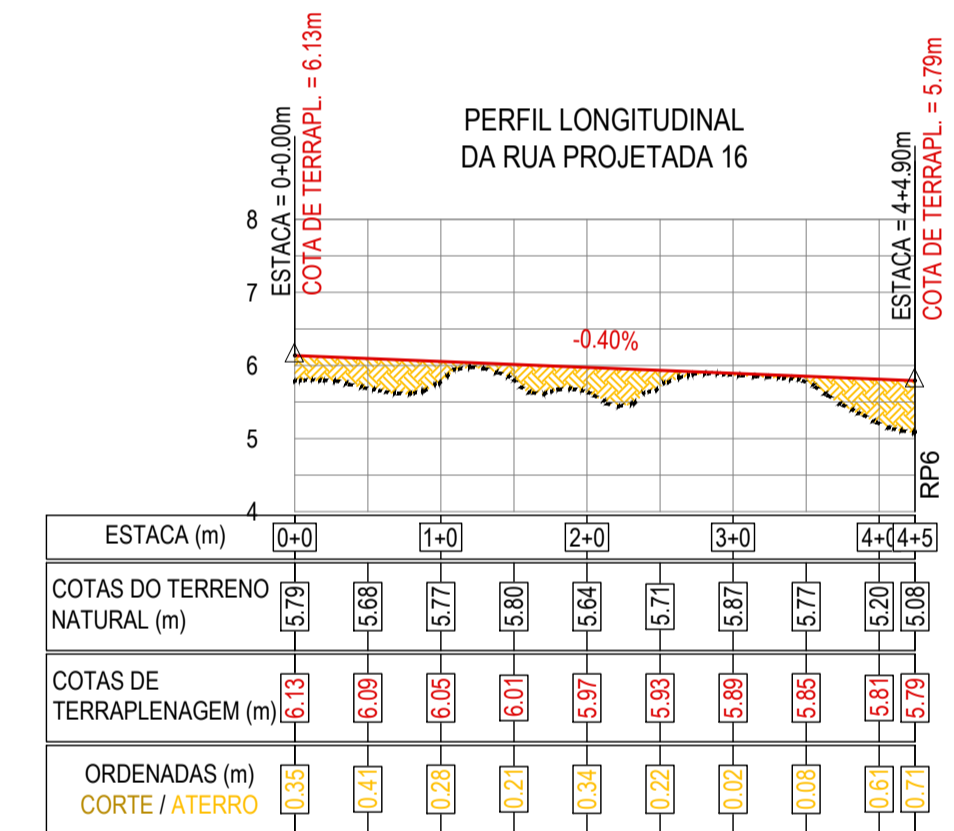 PERFIL LONGITUDINAL
DA RUA PROJETADA 16
ESTACA = 0+0.00m
COTA DE TERRAPL. = 6.13m
ESTACA = 4+4.90m
COTA DE TERRAPL. = 5.79m
8
7
6
5
4
-0.40%
RP6
ESTACA (m) 0+0 1+0 2+0 3+0 4+0 4+5
COTAS DO TERRENO
NATURAL (m) 5.79 5.68 5.77 5.80 5.64 5.71 5.87 5.77 5.20 5.08
COTAS DE
TERRAPLENAGEM (m) 6.13 6.09 6.05 6.01 5.97 5.93 5.89 5.85 5.81 5.79
ORDENADAS (m)
CORTE / ATERRO 0.35 0.41 0.28 0.21 0.34 0.22 0.02 0.08 0.61 0.71